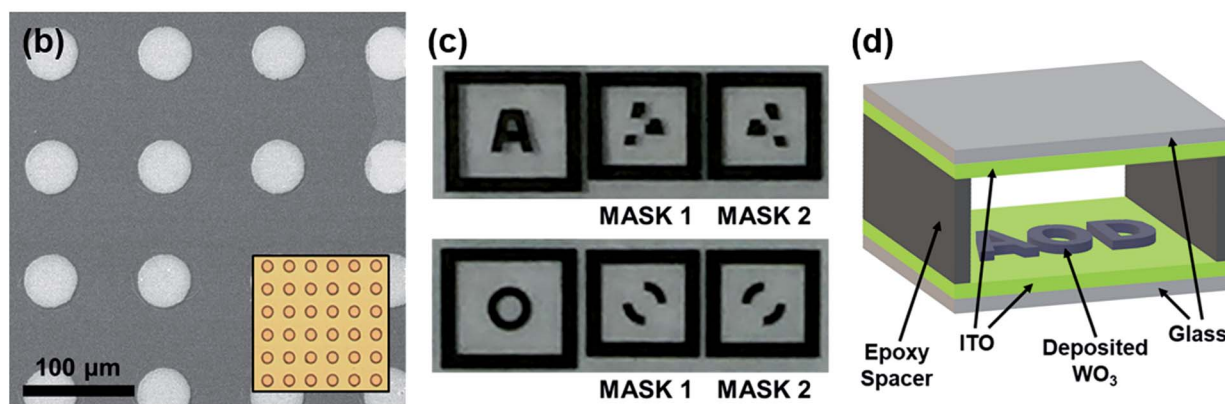 (b)
100 µm
(c)
A
MASK 1 MASK 2
O
MASK 1 MASK 2
(d)
AOD
Epoxy
Spacer
ITO
Deposited
WO₃
Glass